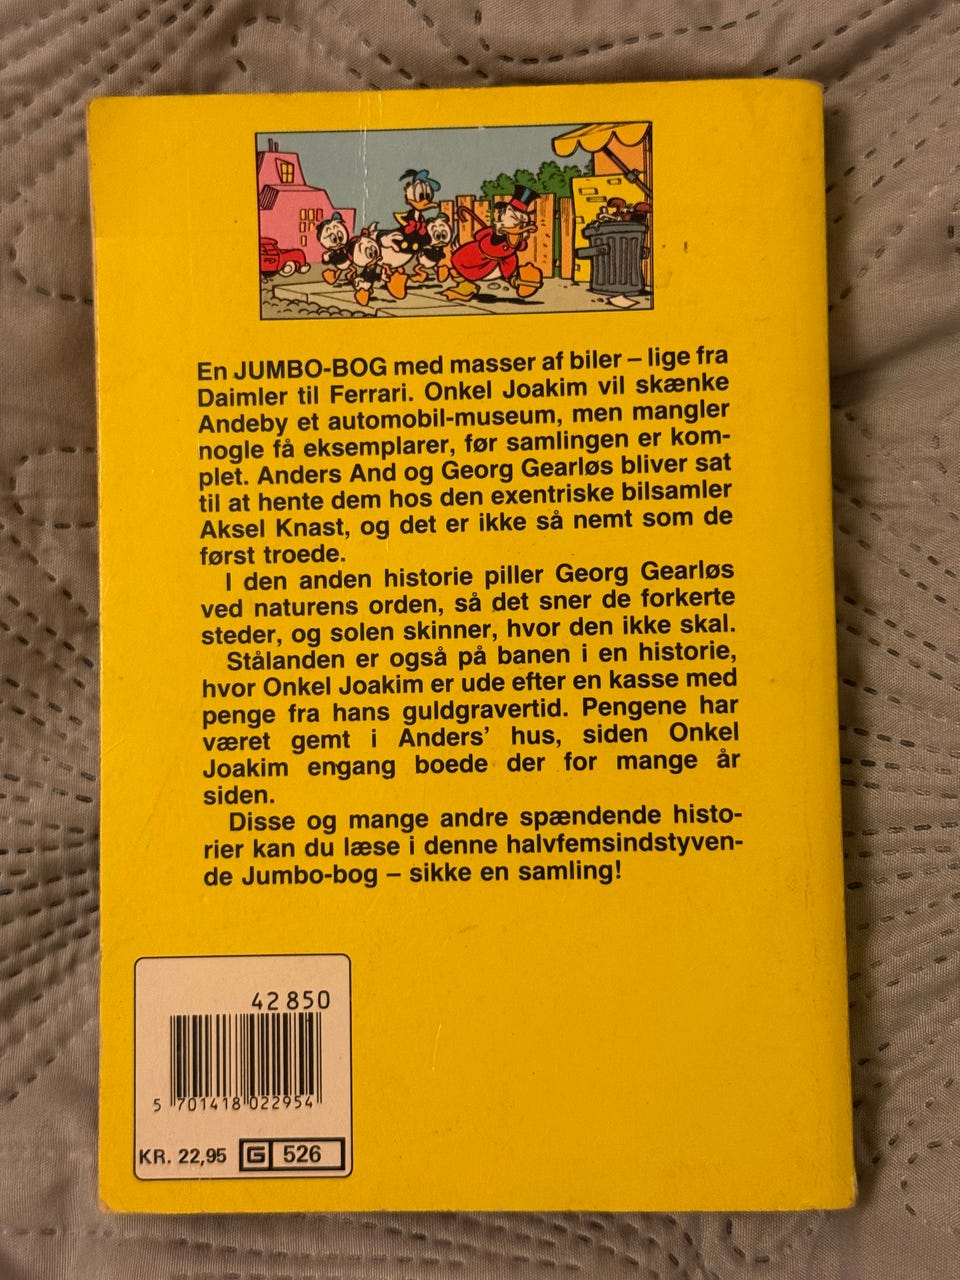 En JUMBO-BOG med masser af biler – lige fra
Daimler til Ferrari. Onkel Joakim vil skænke
Andeby et automobil-museum, men mangler
nogle få eksemplarer, før samlingen er kom-
plet. Anders And og Georg Gearløs bliver sat
til at hente dem hos den exentriske bilsamler
Aksel Knast, og det er ikke så nemt som de
først troede.
I den anden historie piller Georg Gearløs
ved naturens orden, så det sner de forkerte
steder, og solen skinner, hvor den ikke skal.
Stålanden er også på banen i en historie,
hvor Onkel Joakim er ude efter en kasse med
penge fra hans guldgravertid. Pengene har
været gemt i Anders' hus, siden Onkel
Joakim engang boede der for mange år
siden.
Disse og mange andre spændende histo-
rier kan du læse i denne halvfemsindstyven-
de Jumbo-bog – sikke en samling!
42 850
5 701418 022954
KR. 22,95 G 526